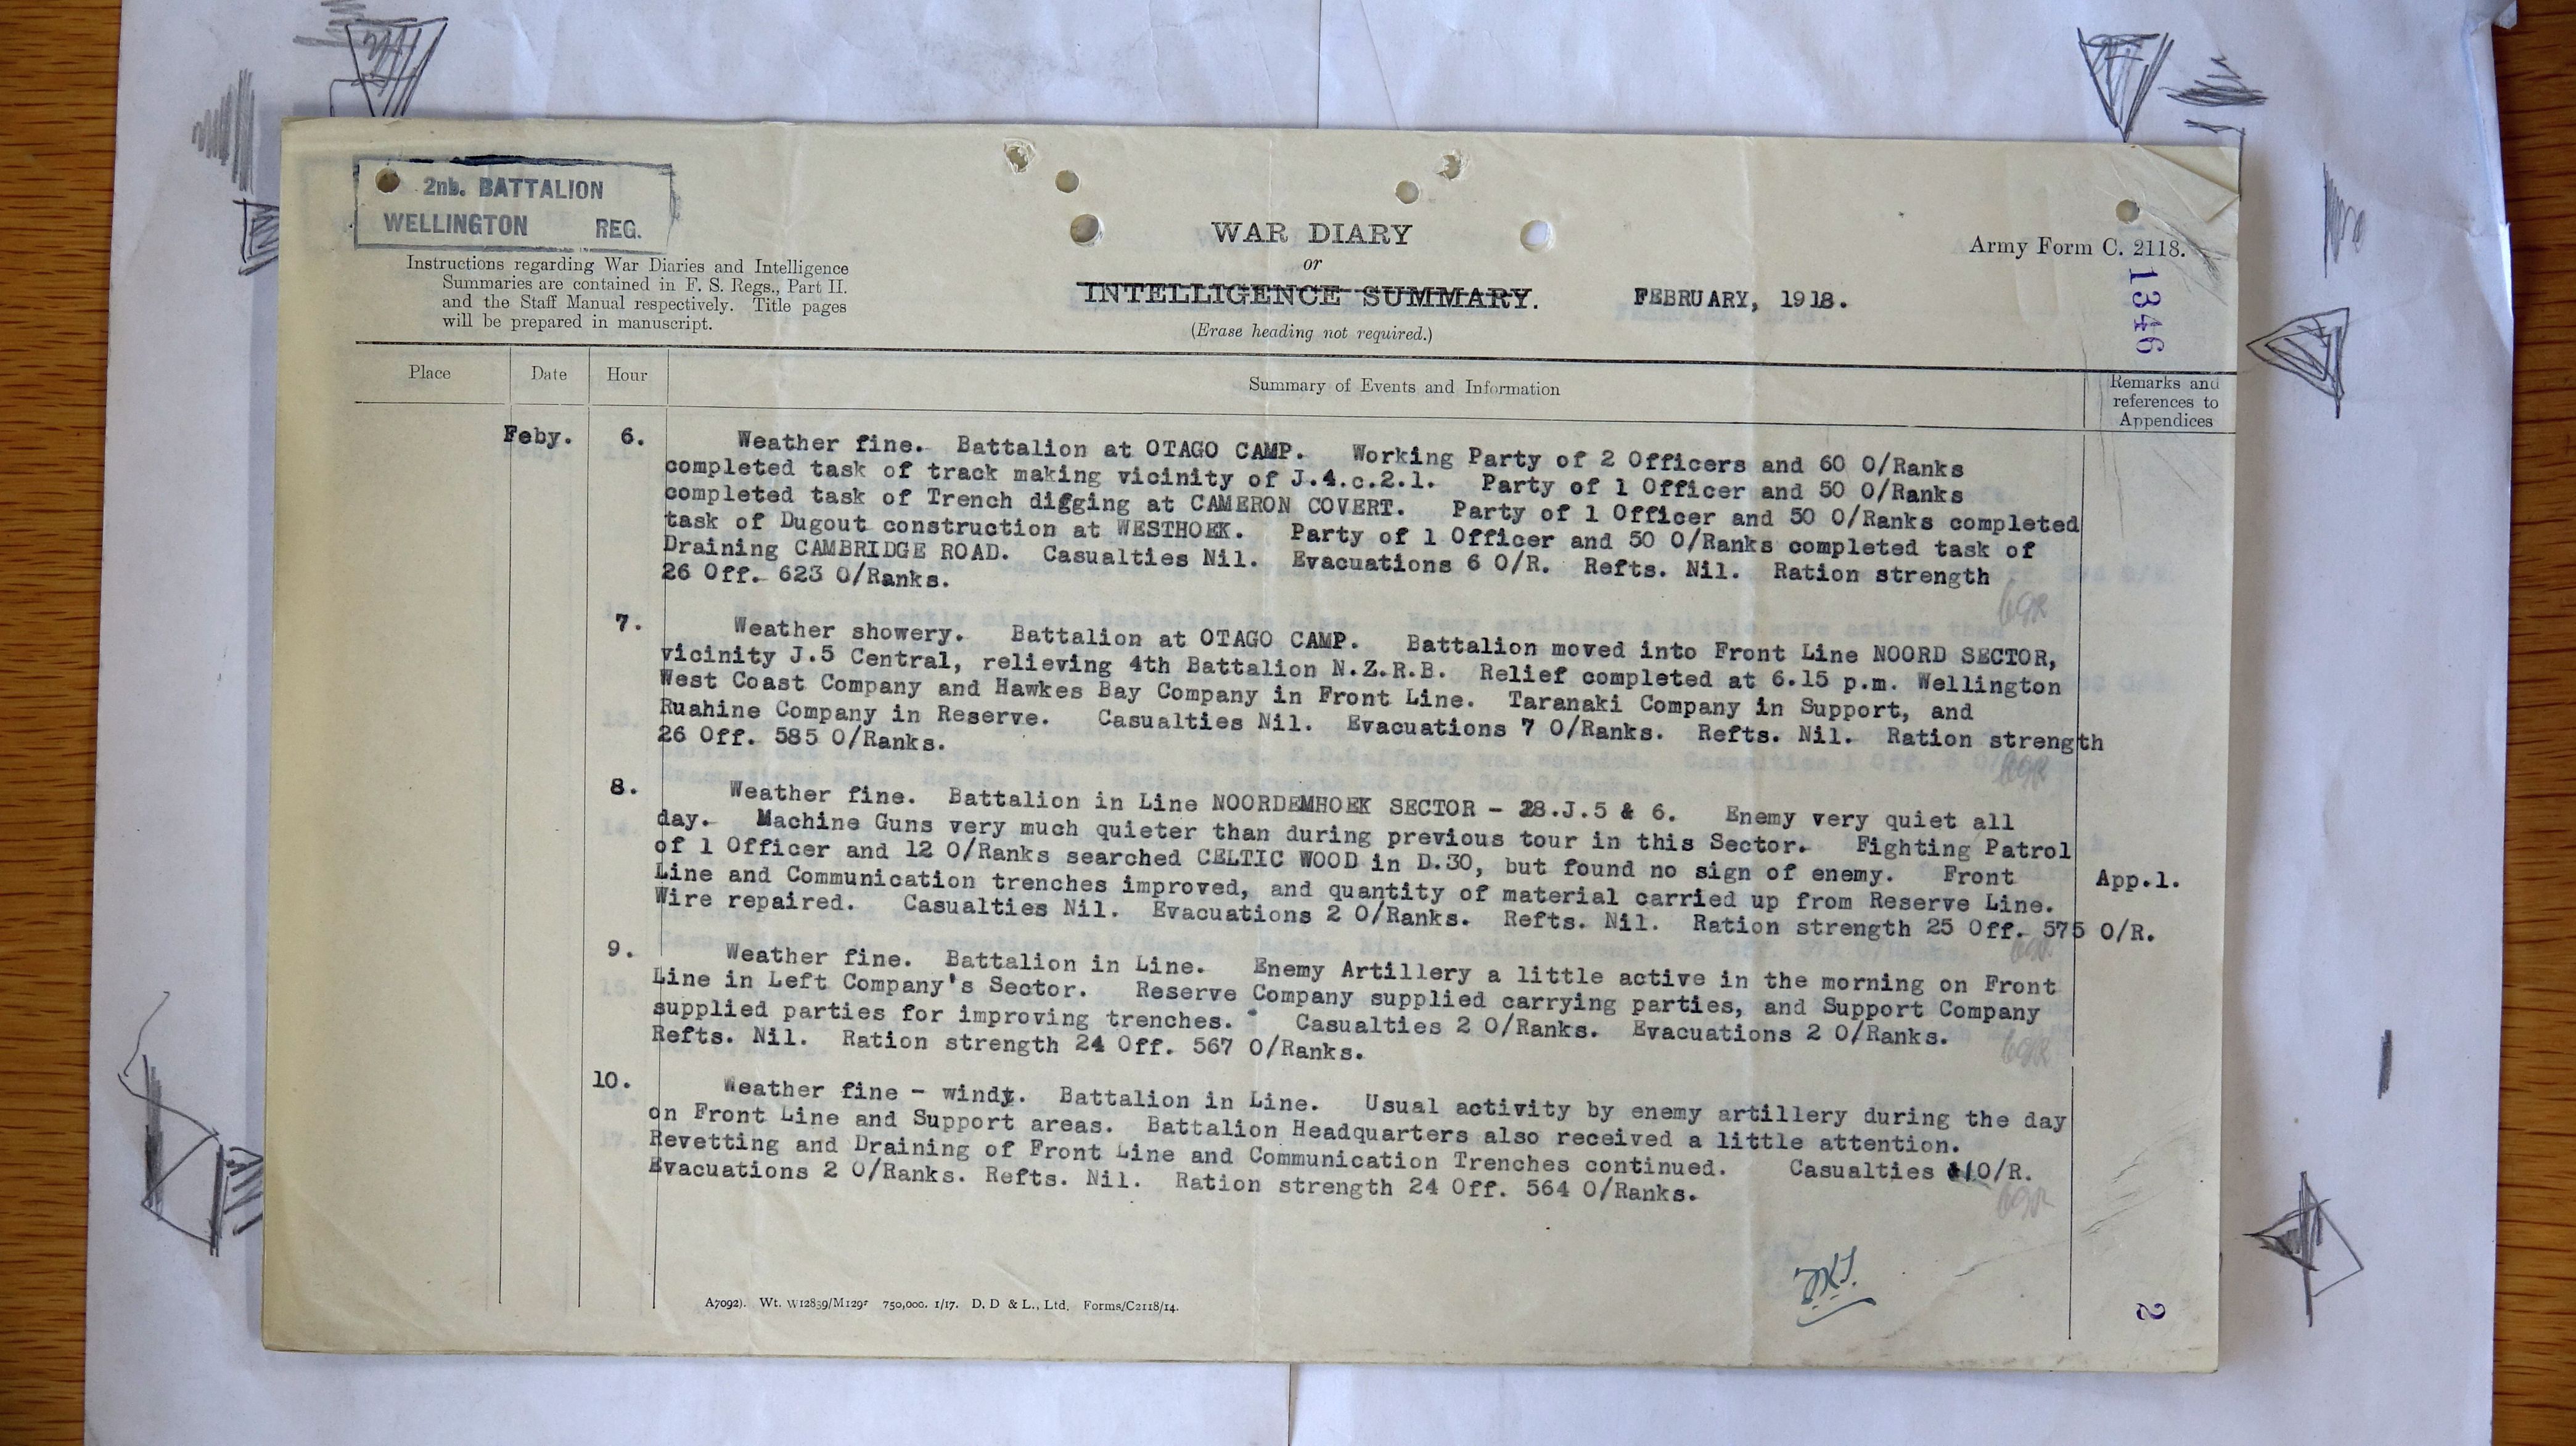 2nb. BATTALION
WELLINGTON REG.
Instructions regarding War Diaries and Intelligence
Summaries are contained in F. S. Regs., Part II.
and the Staff Manual respectively. Title pages
will be prepared in manuscript.
WAR DIARY
or
INTELLIGENCE SUMMARY.
(Erase heading not required.)
FEBRUARY, 1918.
Army Form C. 2118.
1346
Place Date Hour Summary of Events and Information Remarks and
references to
Appendices
Feby. 6. Weather fine. Battalion at OTAGO CAMP. Working Party of 2 Officers and 60 O/Ranks
completed task of track making vicinity of J.4.c.2.1. Party of 1 Officer and 50 O/Ranks
completed task of Trench digging at CAMERON COVERT. Party of 1 Officer and 50 O/Ranks completed
task of Dugout construction at WESTHOEK. Party of 1 Officer and 50 O/Ranks completed task of
Draining CAMBRIDGE ROAD. Casualties Nil. Evacuations 6 O/R. Refts. Nil. Ration strength
26 Off. 623 O/Ranks.
7. Weather showery. Battalion at OTAGO CAMP. Battalion moved into Front Line NOORD SECTOR,
vicinity J.5 Central, relieving 4th Battalion N.Z.R.B. Relief completed at 6.15 p.m. Wellington
West Coast Company and Hawkes Bay Company in Front Line. Taranaki Company in Support, and
Ruahine Company in Reserve. Casualties Nil. Evacuations 7 O/Ranks. Refts. Nil. Ration strength
26 Off. 585 O/Ranks.
8. Weather fine. Battalion in Line NOORDEMHOEK SECTOR - 28.J.5 & 6. Enemy very quiet all
day. Machine Guns very much quieter than during previous tour in this Sector. Fighting Patrol
of 1 Officer and 12 O/Ranks searched CELTIC WOOD in D.30, but found no sign of enemy. Front App.1.
Line and Communication trenches improved, and quantity of material carried up from Reserve Line.
Wire repaired. Casualties Nil. Evacuations 2 O/Ranks. Refts. Nil. Ration strength 25 Off. 575 O/R.
9. Weather fine. Battalion in Line. Enemy Artillery a little active in the morning on Front
Line in Left Company's Sector. Reserve Company supplied carrying parties, and Support Company
supplied parties for improving trenches. Casualties 2 O/Ranks. Evacuations 2 O/Ranks.
Refts. Nil. Ration strength 24 Off. 567 O/Ranks.
10. Weather fine - windy. Battalion in Line. Usual activity by enemy artillery during the day
on Front Line and Support areas. Battalion Headquarters also received a little attention.
Revetting and Draining of Front Line and Communication Trenches continued. Casualties 1 O/R.
Evacuations 2 O/Ranks. Refts. Nil. Ration strength 24 Off. 564 O/Ranks.
A7092). Wt. W12859/M1297 750,000. 1/17. D. D & L., Ltd. Forms/C2118/14.
2